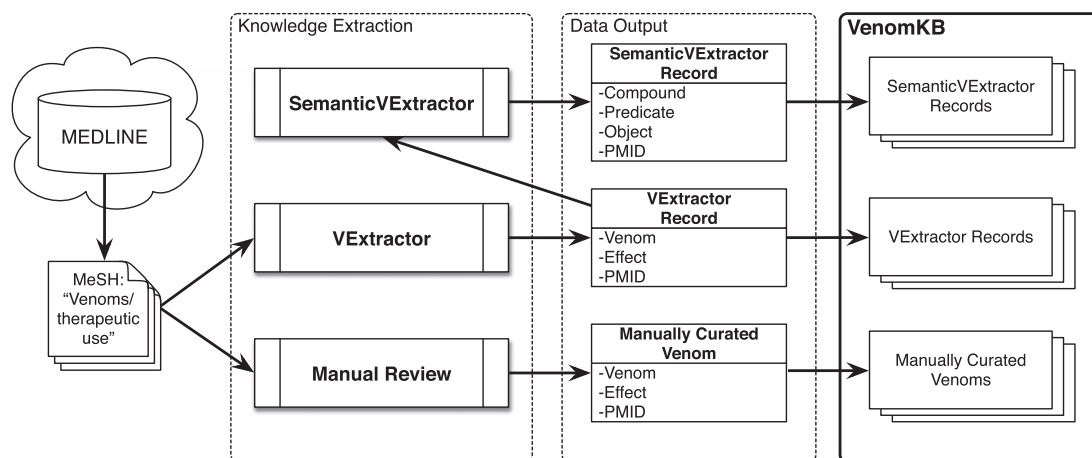 Knowledge Extraction
Data Output
VenomKB
MEDLINE
MeSH:
“Venoms/
therapeutic
use”
SemanticVExtractor
VExtractor
Manual Review
SemanticVExtractor
Record
-Compound
-Predicate
-Object
-PMID
VExtractor
Record
-Venom
-Effect
-PMID
Manually Curated
Venom
-Venom
-Effect
-PMID
SemanticVExtractor
Records
VExtractor Records
Manually Curated
Venoms